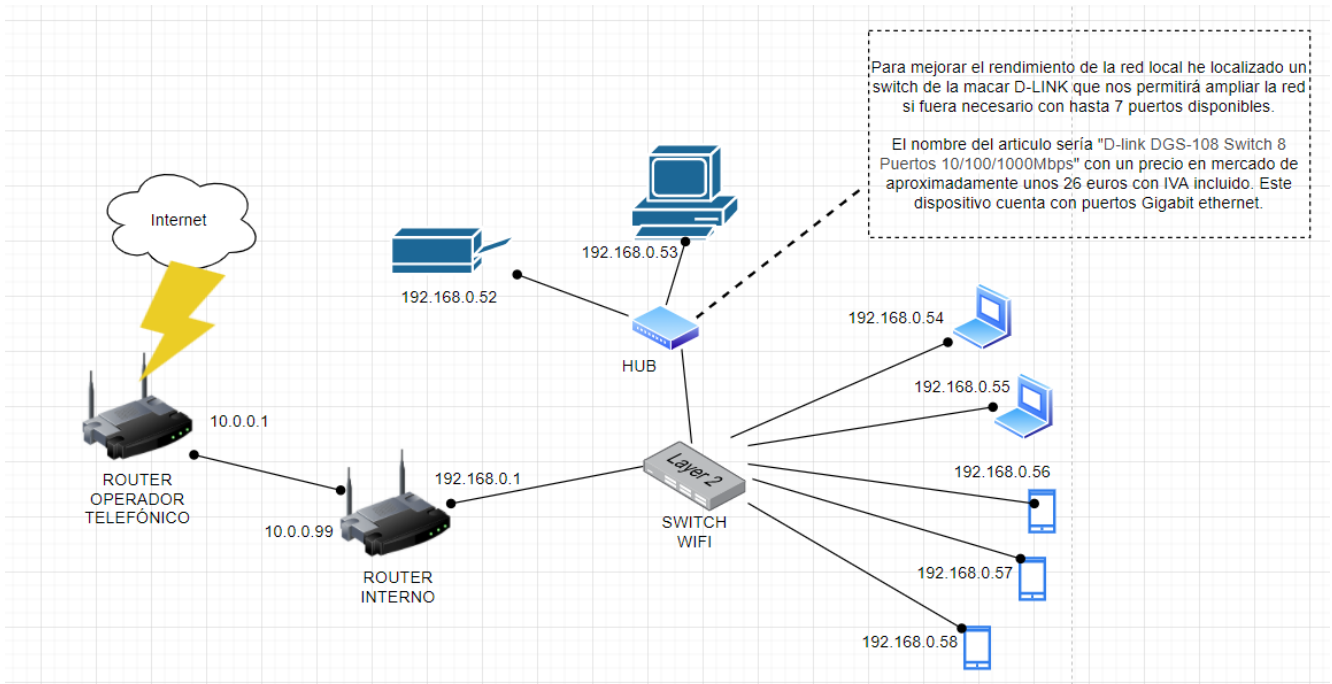 Para mejorar el rendimiento de la red local he localizado un
switch de la macar D-LINK que nos permitirá ampliar la red
si fuera necesario con hasta 7 puertos disponibles.
El nombre del articulo sería "D-link DGS-108 Switch 8
Puertos 10/100/1000Mbps" con un precio en mercado de
aproximadamente unos 26 euros con IVA incluido. Este
dispositivo cuenta con puertos Gigabit ethernet.
Internet
192.168.0.53
192.168.0.52
192.168.0.54
HUB
192.168.0.55
10.0.0.1
ROUTER
OPERADOR
TELEFÓNICO
192.168.0.1
Layer 2
192.168.0.56
SWITCH
WIFI
10.0.0.99
ROUTER
INTERNO
192.168.0.57
192.168.0.58